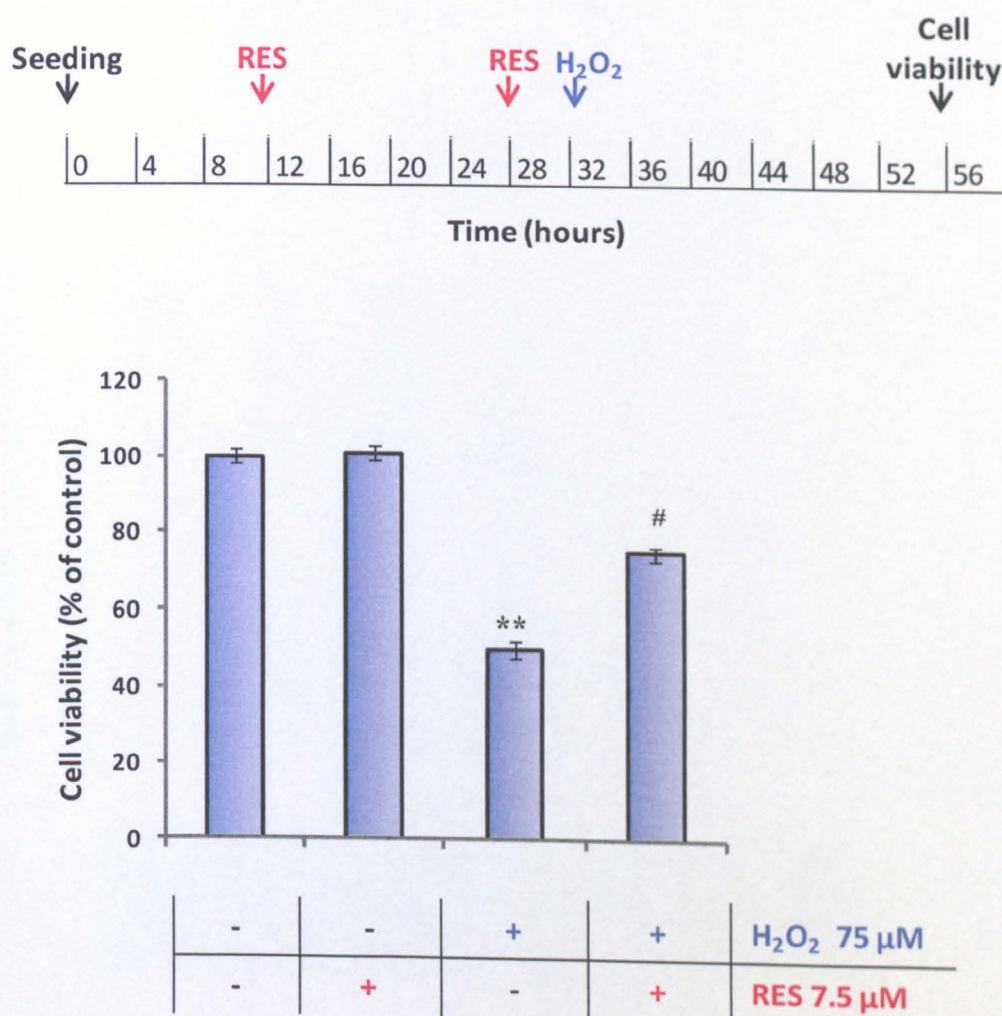 Cell
Seeding RES RES H₂O₂ viability
0 4 8 12 16 20 24 28 32 36 40 44 48 52 56
Time (hours)
120
100
80
60
40
20
0
Cell viability (% of control)
**
#
- - + + H₂O₂ 75 µM
- + - + RES 7.5 µM